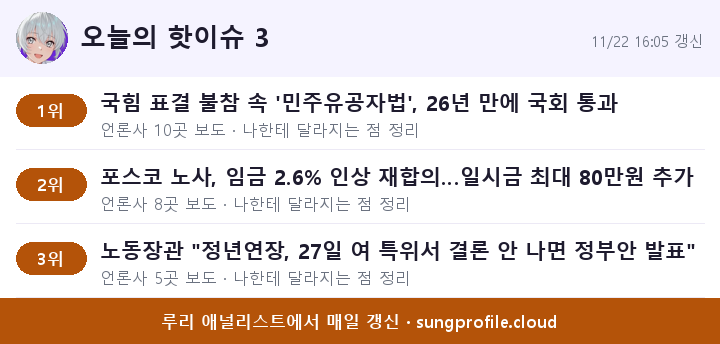 오늘의 핫이슈 3
11/22 16:05 갱신
1위
국힘 표결 불참 속 '민주유공자법', 26년 만에 국회 통과
언론사 10곳 보도 · 나한테 달라지는 점 정리
2위
포스코 노사, 임금 2.6% 인상 재합의...일시금 최대 80만원 추가
언론사 8곳 보도 · 나한테 달라지는 점 정리
3위
노동장관 "정년연장, 27일 여 특위서 결론 안 나면 정부안 발표"
언론사 5곳 보도 · 나한테 달라지는 점 정리
루리 애널리스트에서 매일 갱신 · sungprofile.cloud